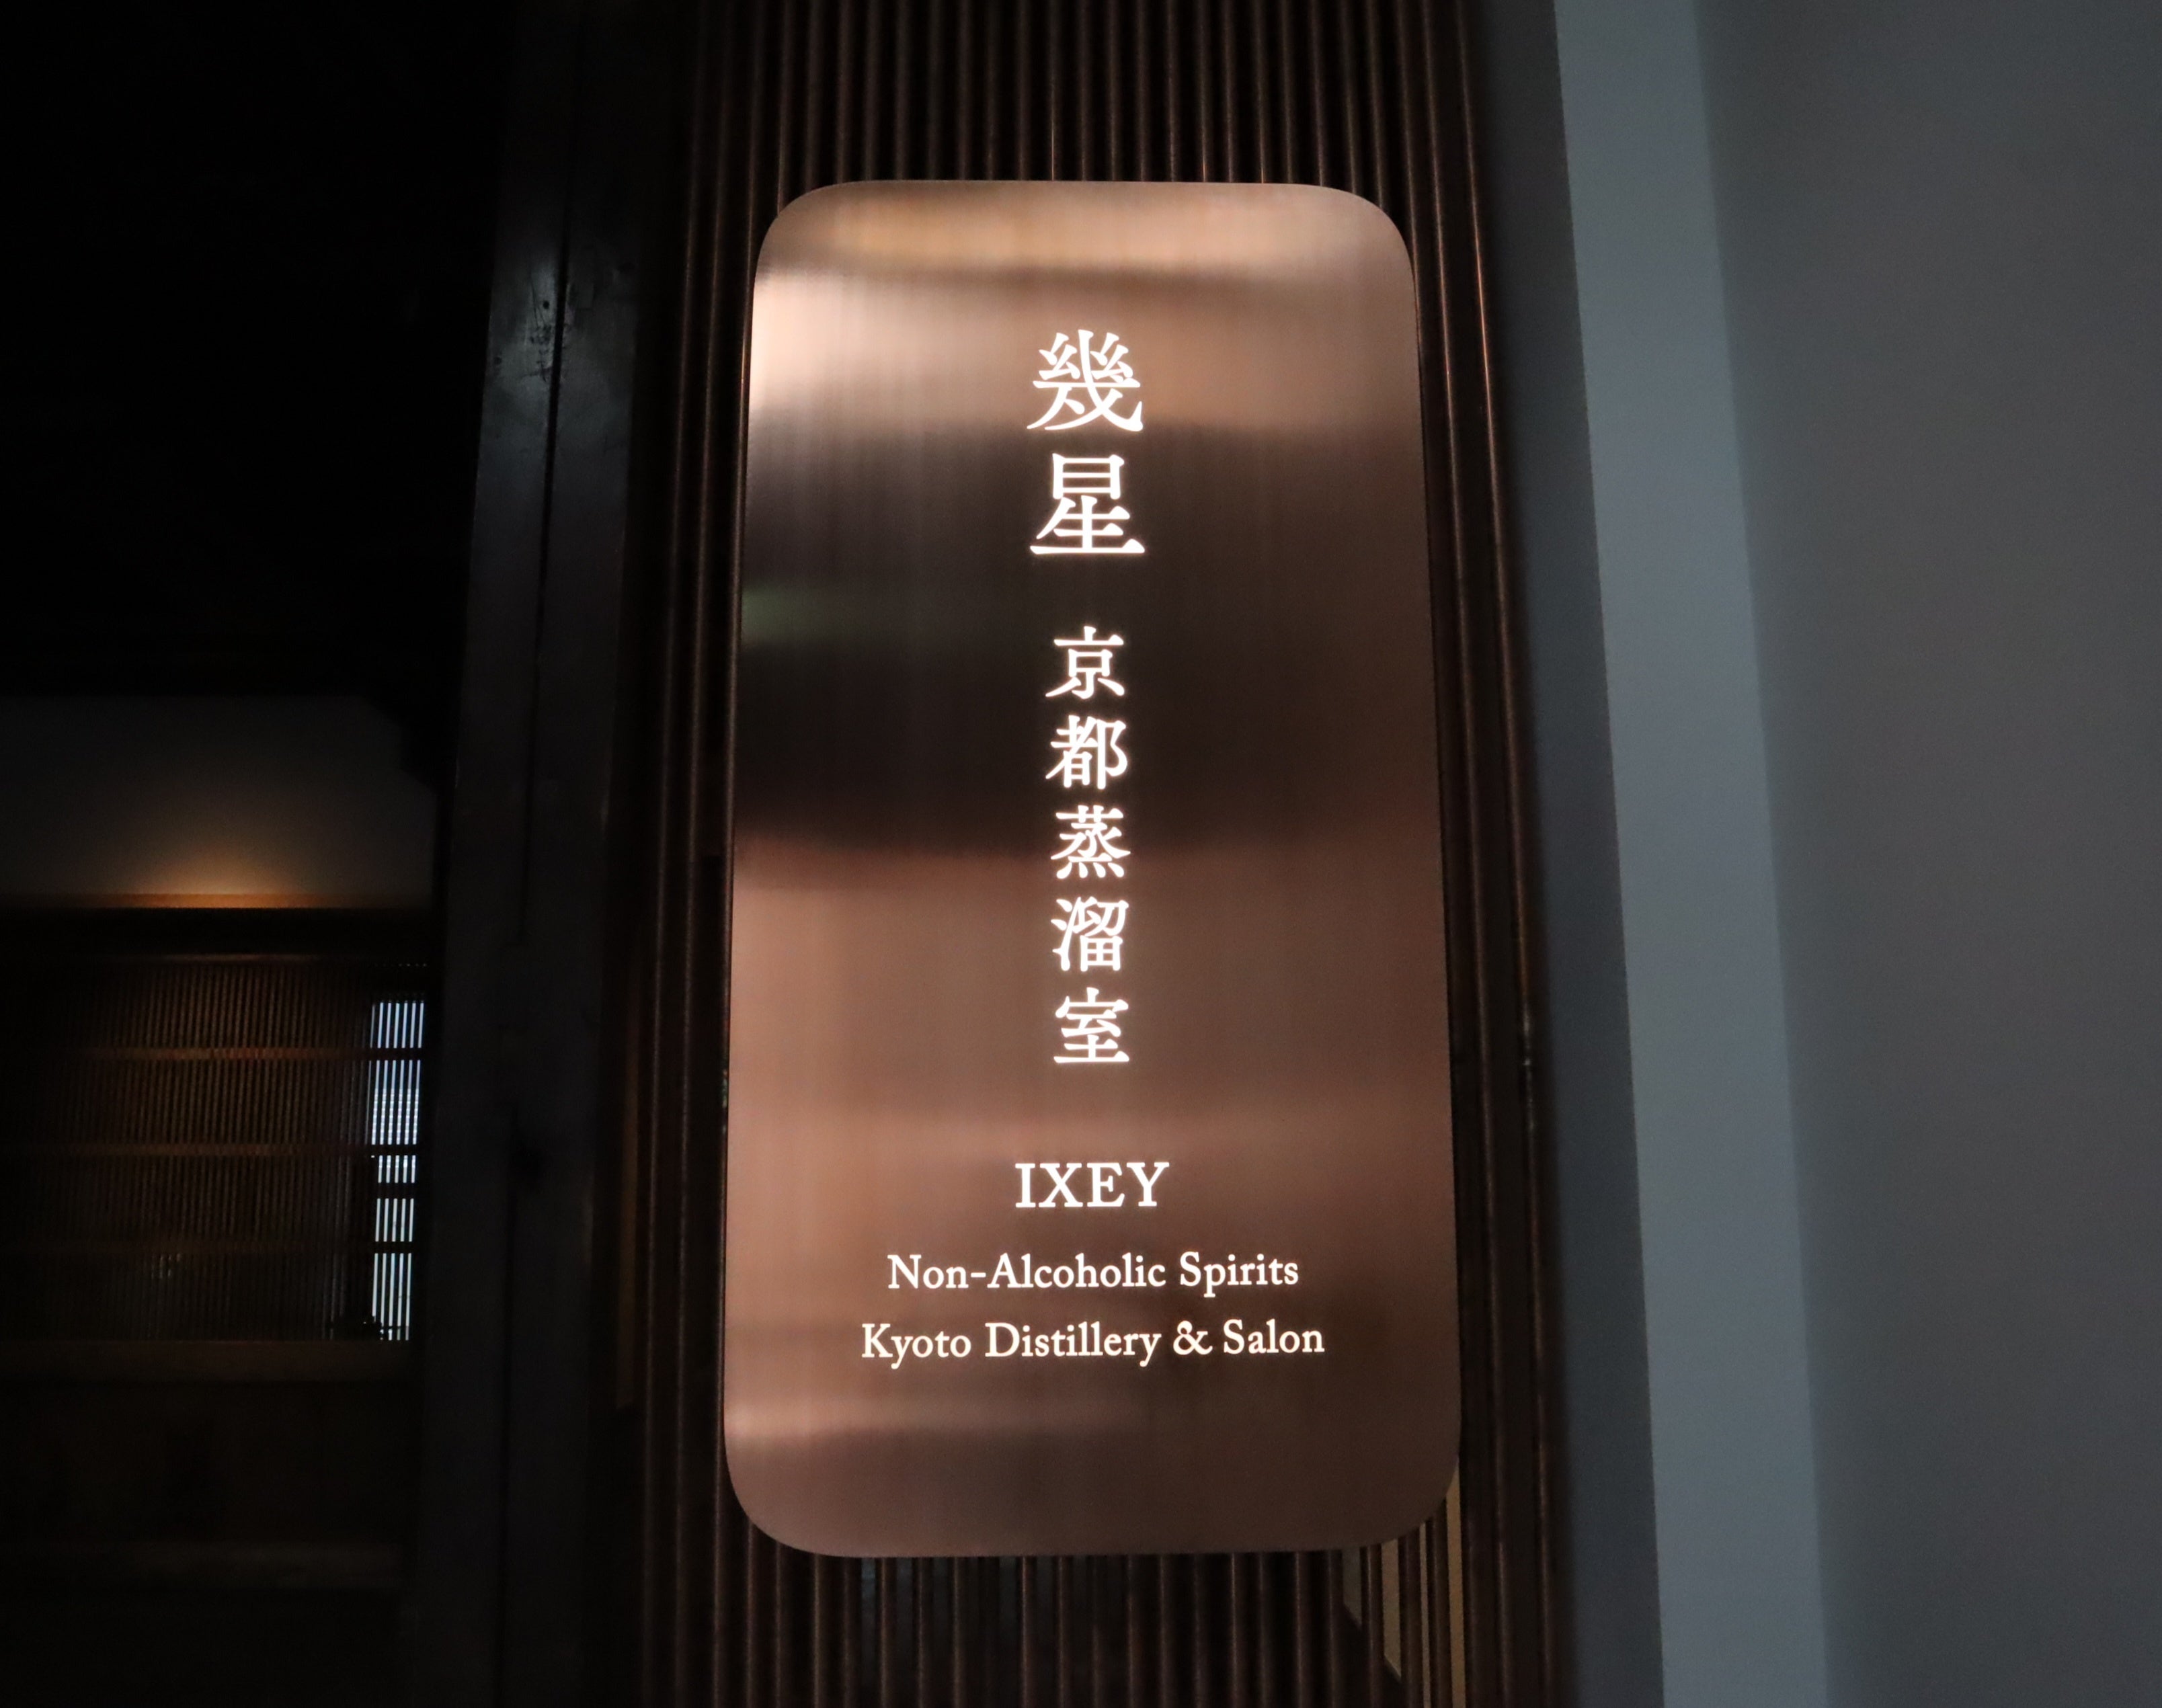 幾星
京都蒸溜室
IXEY
Non-Alcoholic Spirits
Kyoto Distillery & Salon